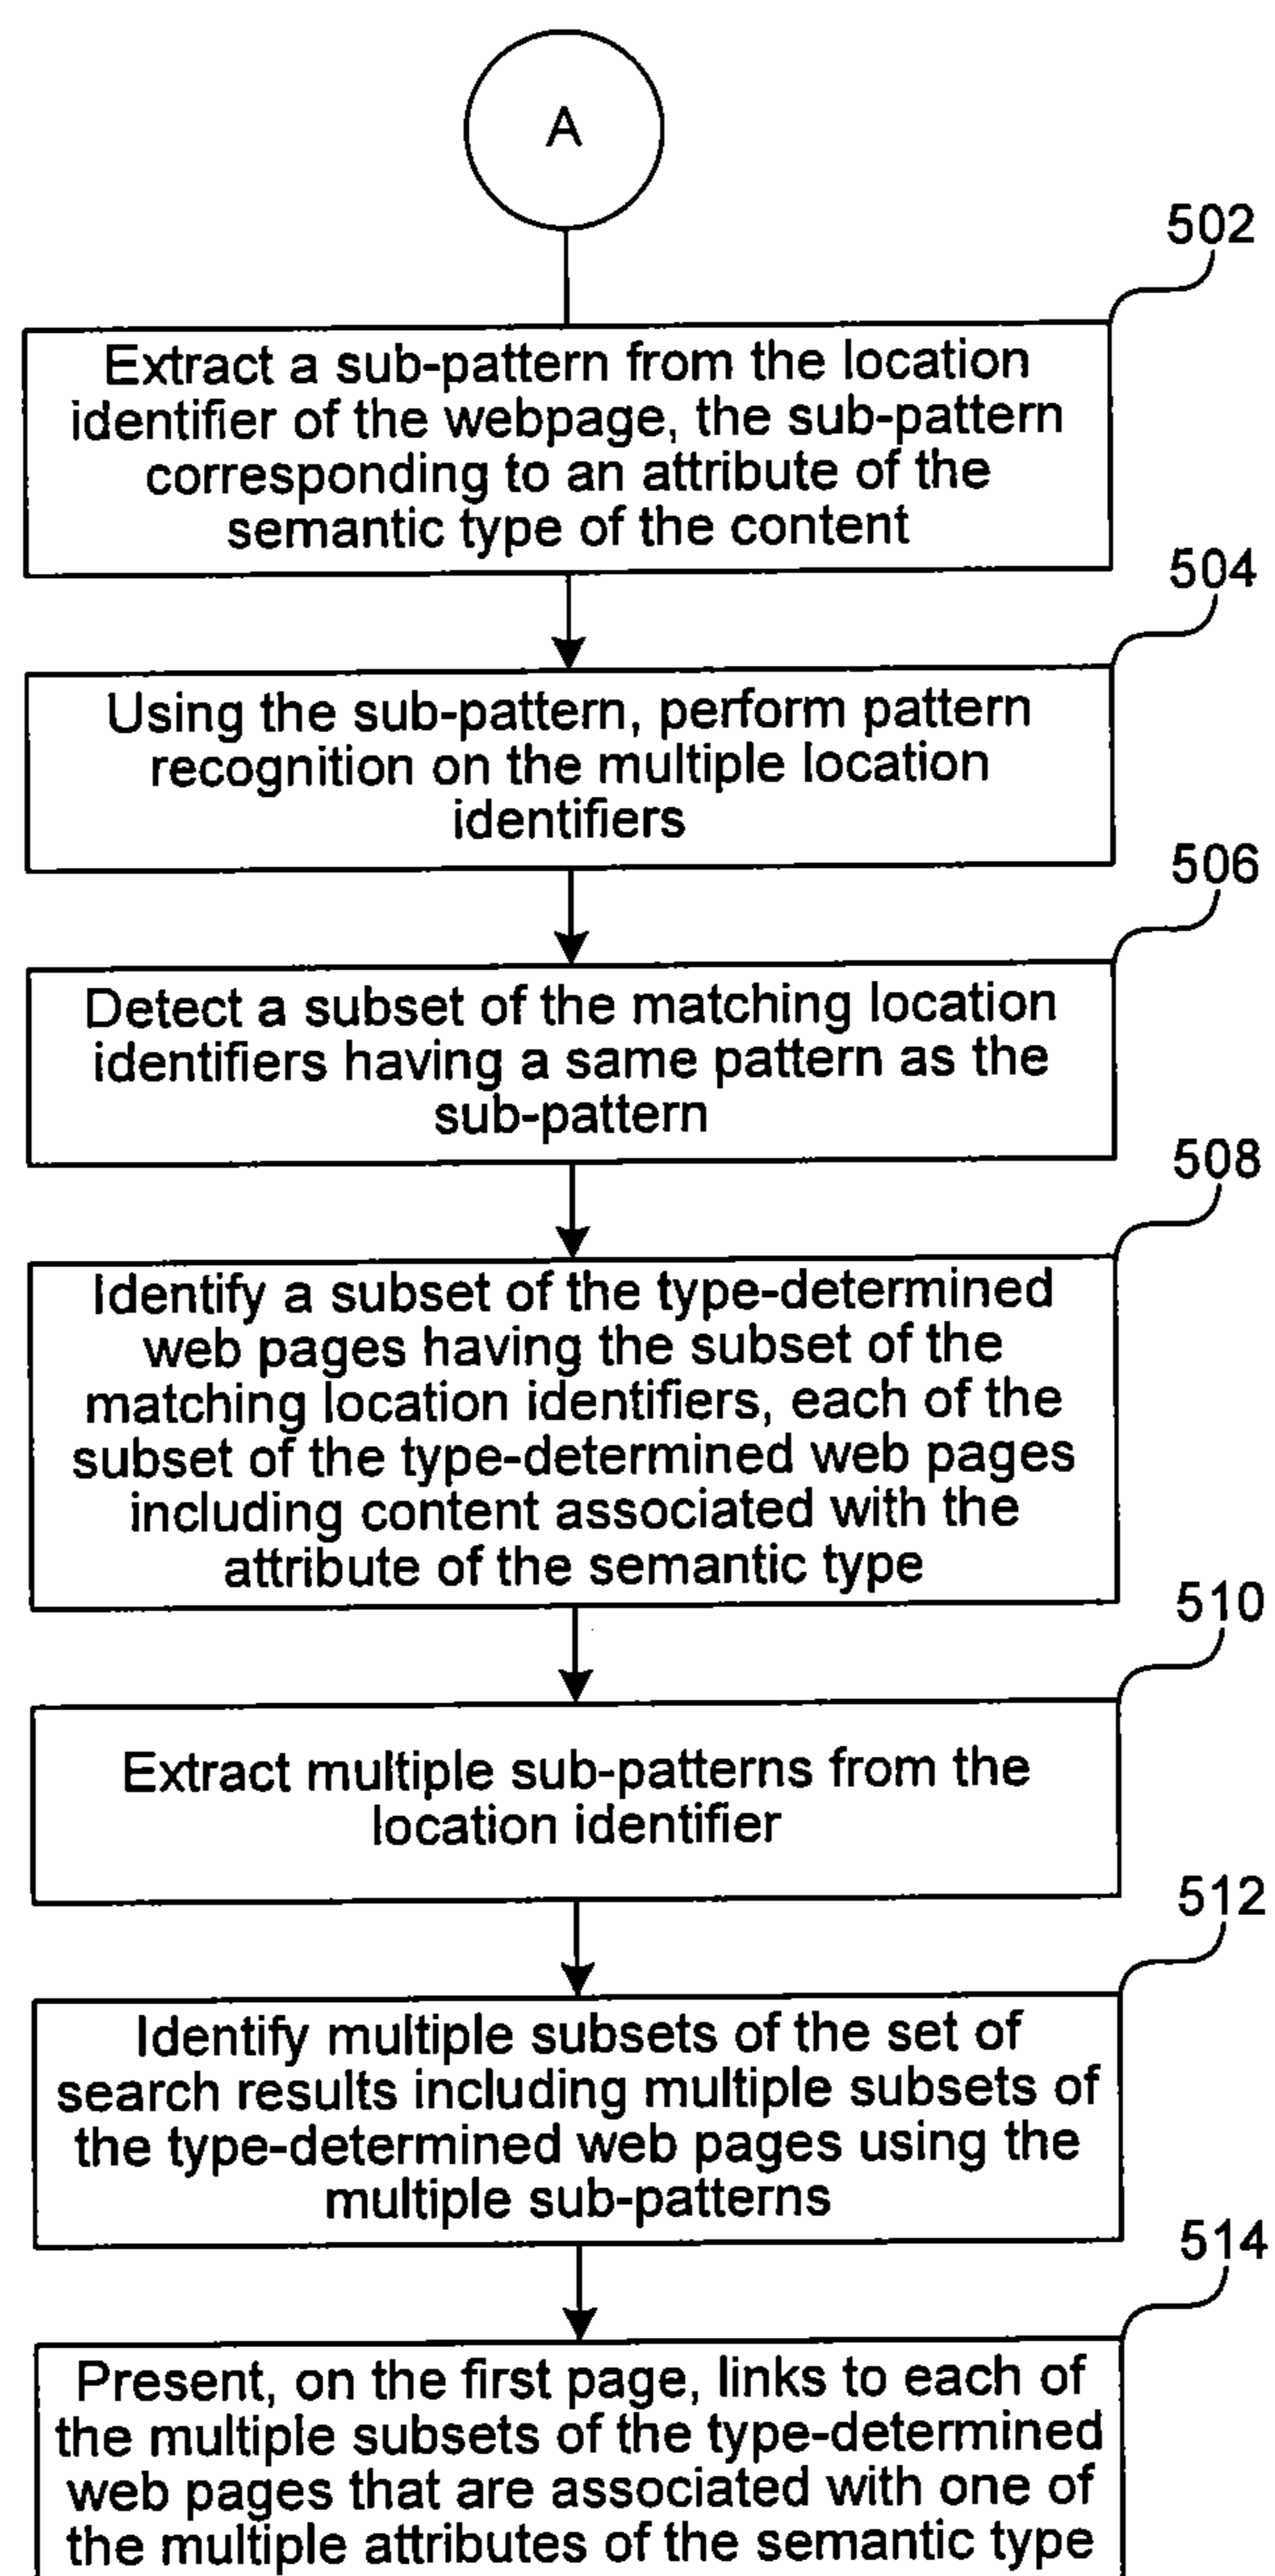 A
502
Extract a sub-pattern from the location
identifier of the webpage, the sub-pattern
corresponding to an attribute of the
semantic type of the content
504
Using the sub-pattern, perform pattern
recognition on the multiple location
identifiers
506
Detect a subset of the matching location
identifiers having a same pattern as the
sub-pattern
508
Identify a subset of the type-determined
web pages having the subset of the
matching location identifiers, each of the
subset of the type-determined web pages
including content associated with the
attribute of the semantic type
510
Extract multiple sub-patterns from the
location identifier
512
Identify multiple subsets of the set of
search results including multiple subsets of
the type-determined web pages using the
multiple sub-patterns
514
Present, on the first page, links to each of
the multiple subsets of the type-determined
web pages that are associated with one of
the multiple attributes of the semantic type